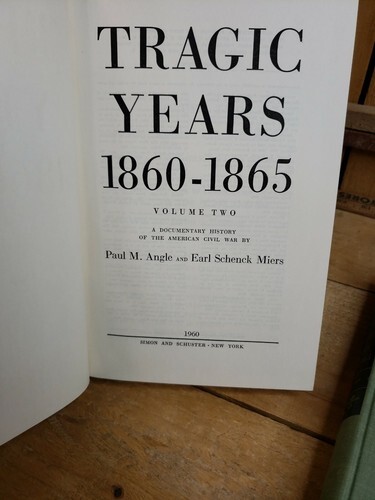 TRAGIC
YEARS
1860-1865
VOLUME TWO
A DOCUMENTARY HISTORY
OF THE AMERICAN CIVIL WAR BY
Paul M. Angle AND Earl Schenck Miers
1960
SIMON AND SCHUSTER · NEW YORK